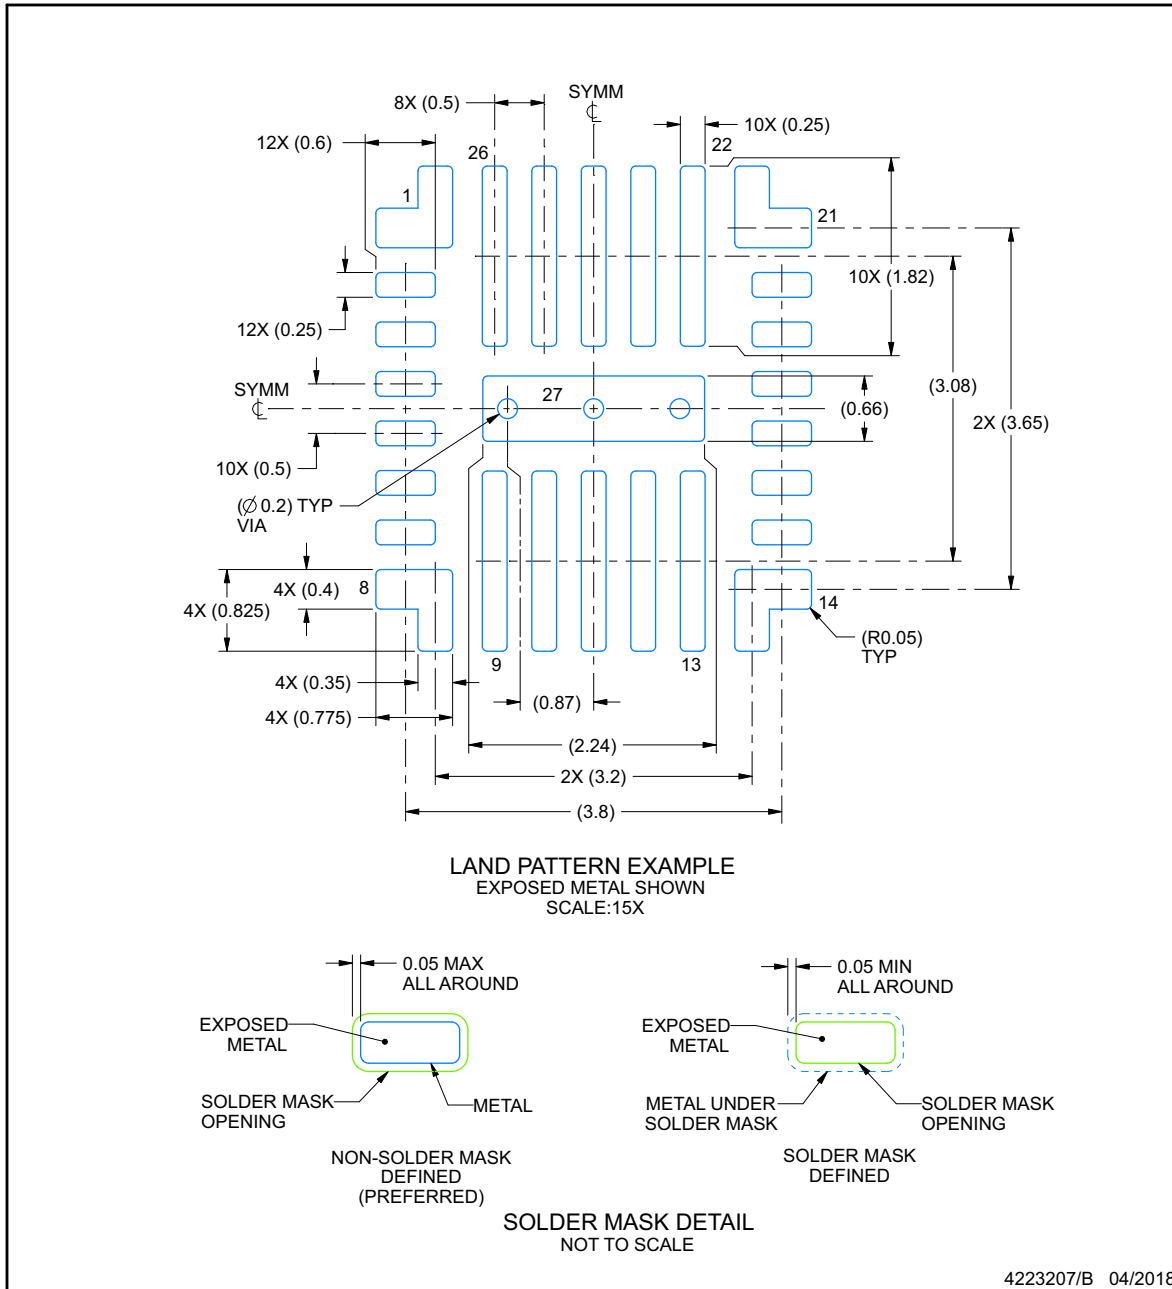 SYMM
℄
8X (0.5)
10X (0.25)
12X (0.6)
26
22
1
21
10X (1.82)
12X (0.25)
(3.08)
SYMM
℄
27
(0.66)
2X (3.65)
10X (0.5)
(Ø 0.2) TYP
VIA
4X (0.4)
8
14
4X (0.825)
(R0.05)
TYP
9
13
4X (0.35)
(0.87)
4X (0.775)
(2.24)
2X (3.2)
(3.8)
LAND PATTERN EXAMPLE
EXPOSED METAL SHOWN
SCALE:15X
0.05 MAX
ALL AROUND
EXPOSED
METAL
SOLDER MASK
OPENING
METAL
NON-SOLDER MASK
DEFINED
(PREFERRED)
0.05 MIN
ALL AROUND
EXPOSED
METAL
METAL UNDER
SOLDER MASK
SOLDER MASK
OPENING
SOLDER MASK
DEFINED
SOLDER MASK DETAIL
NOT TO SCALE
4223207/B 04/2018